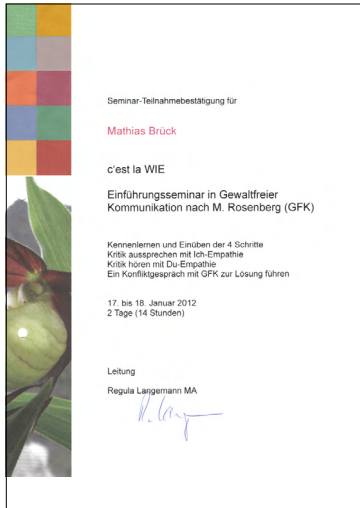 Seminar-Teilnahmebestätigung für
Mathias Brück
c'est la WIE
Einführungsseminar in Gewaltfreier
Kommunikation nach M. Rosenberg (GFK)
Kennenlernen und Einüben der 4 Schritte
Kritik aussprechen mit Ich-Empathie
Kritik hören mit Du-Empathie
Ein Konfliktgespräch mit GFK zur Lösung führen
17. bis 18. Januar 2012
2 Tage (14 Stunden)
Leitung
Regula Langemann MA